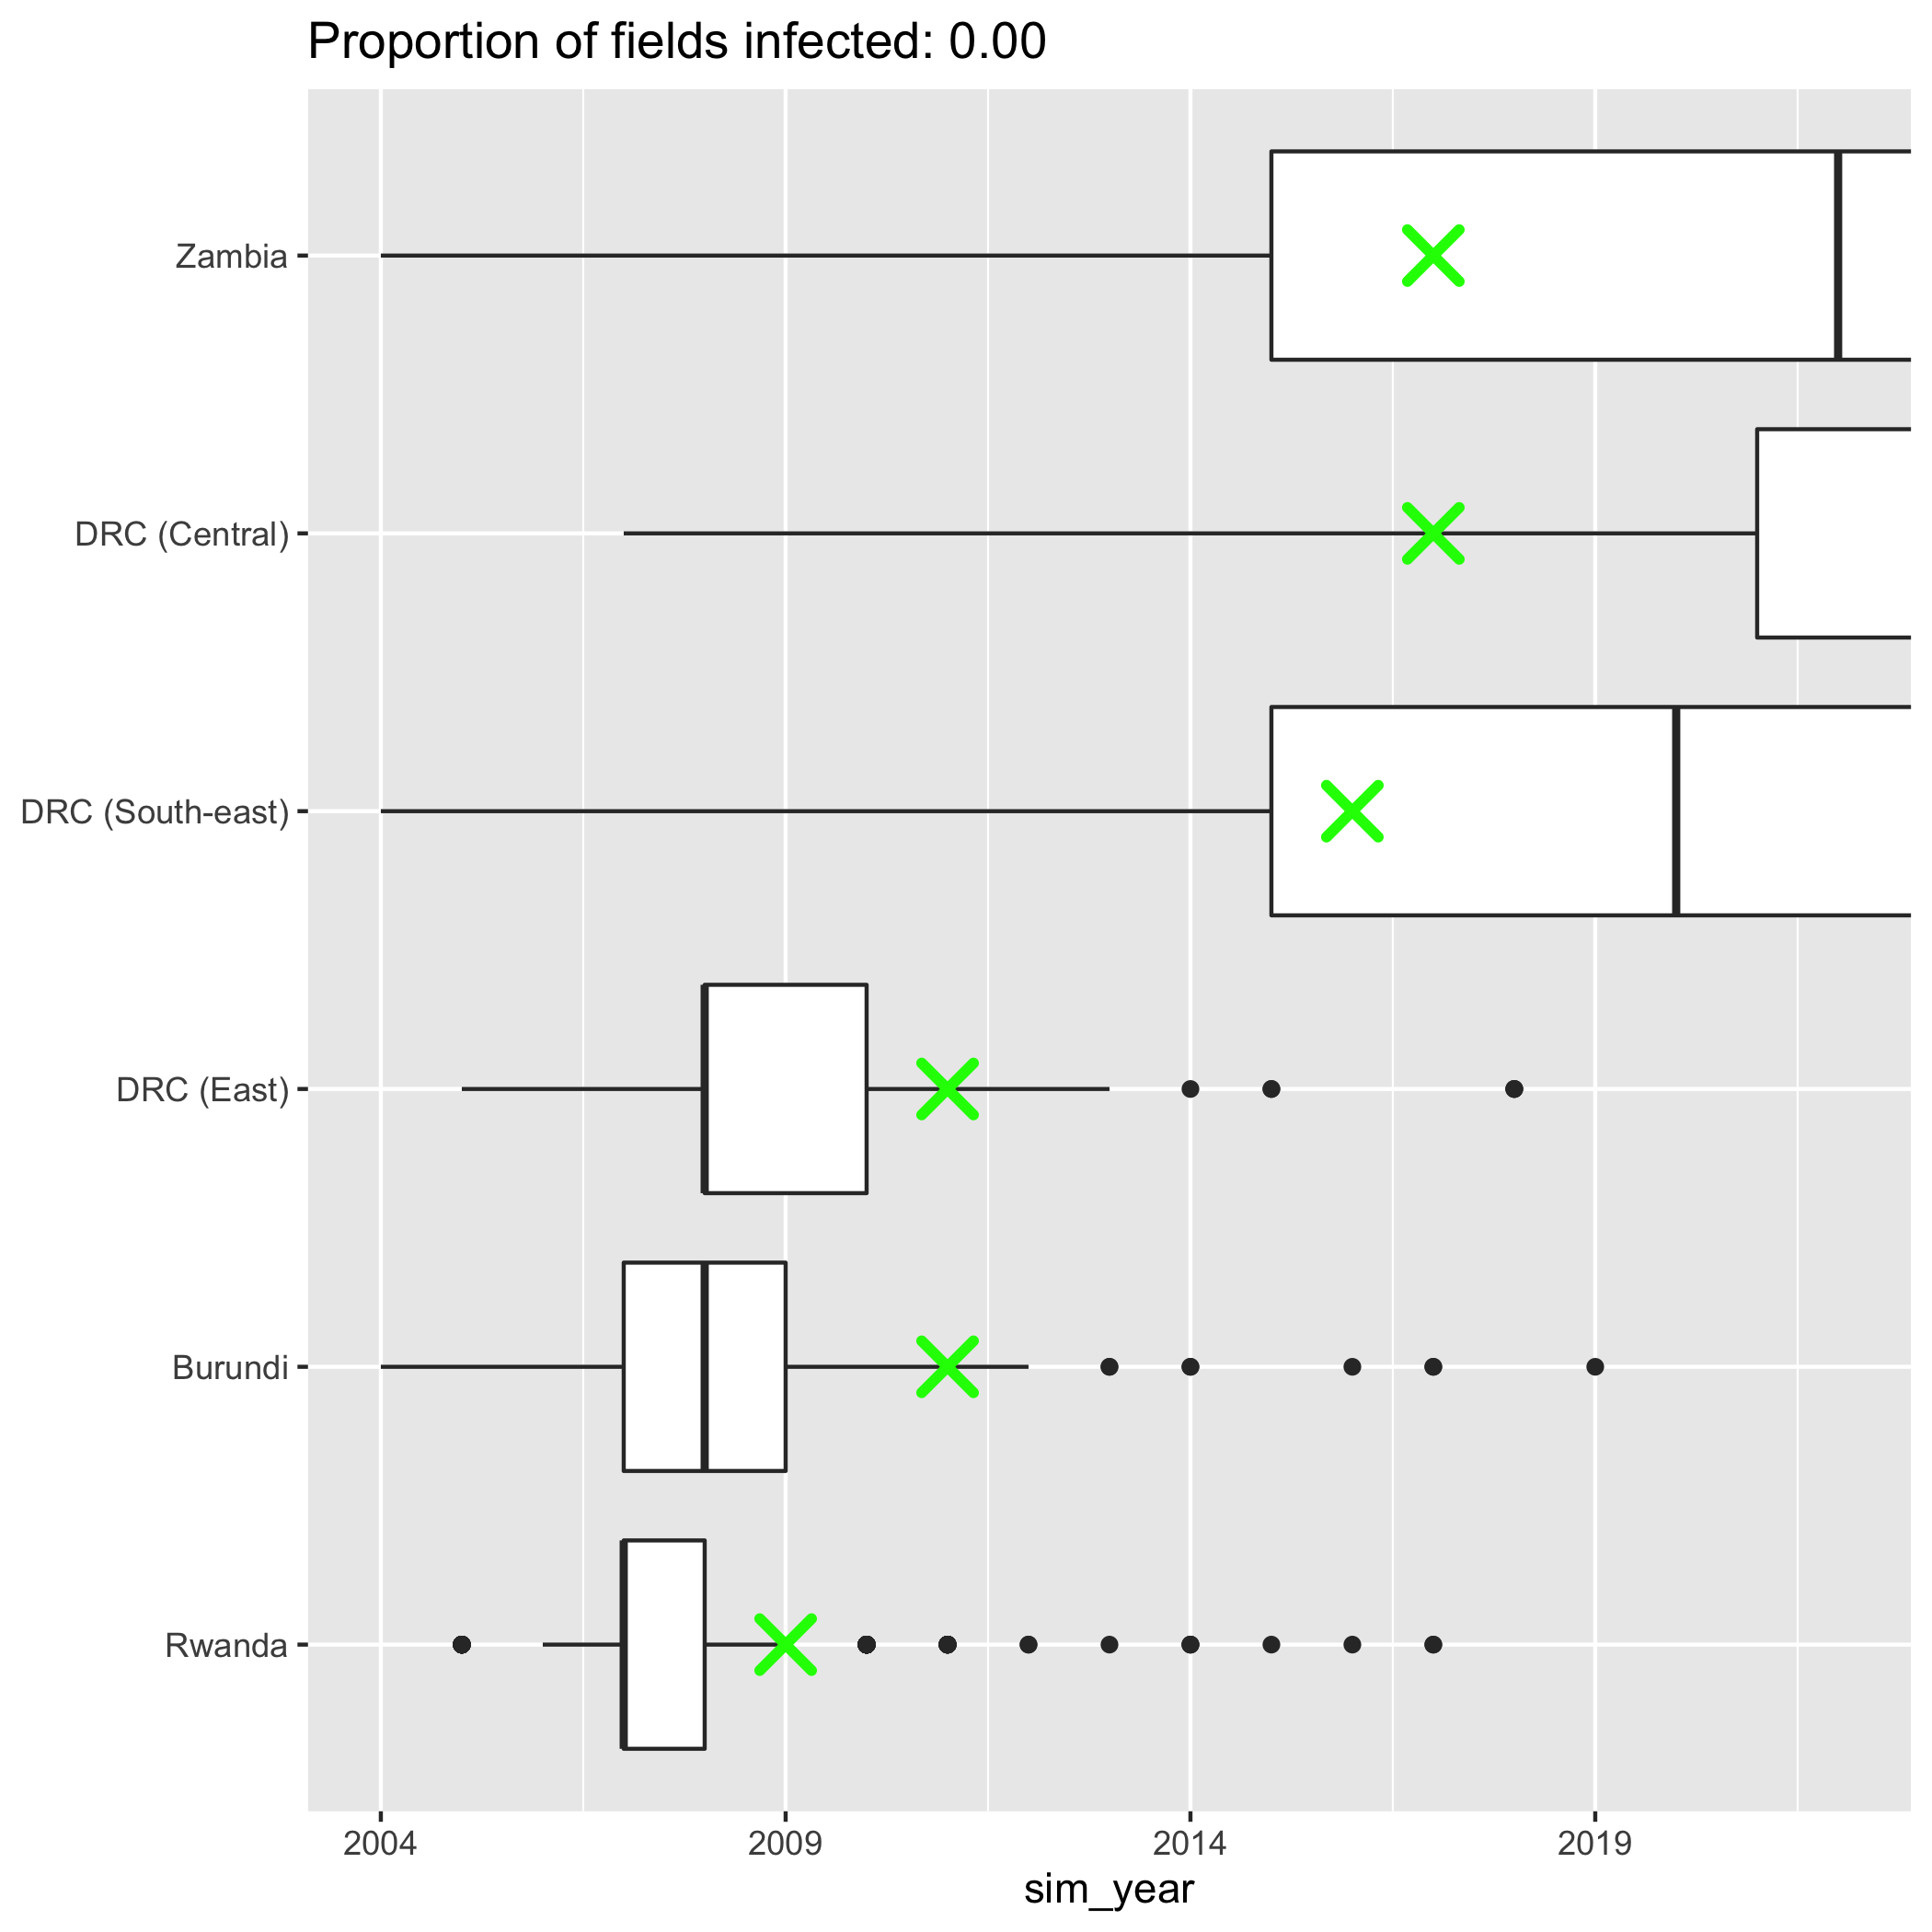 Proportion of fields infected: 0.00
Zambia
DRC (Central)
DRC (South-east)
DRC (East)
Burundi
Rwanda
2004 2009 2014 2019
sim_year